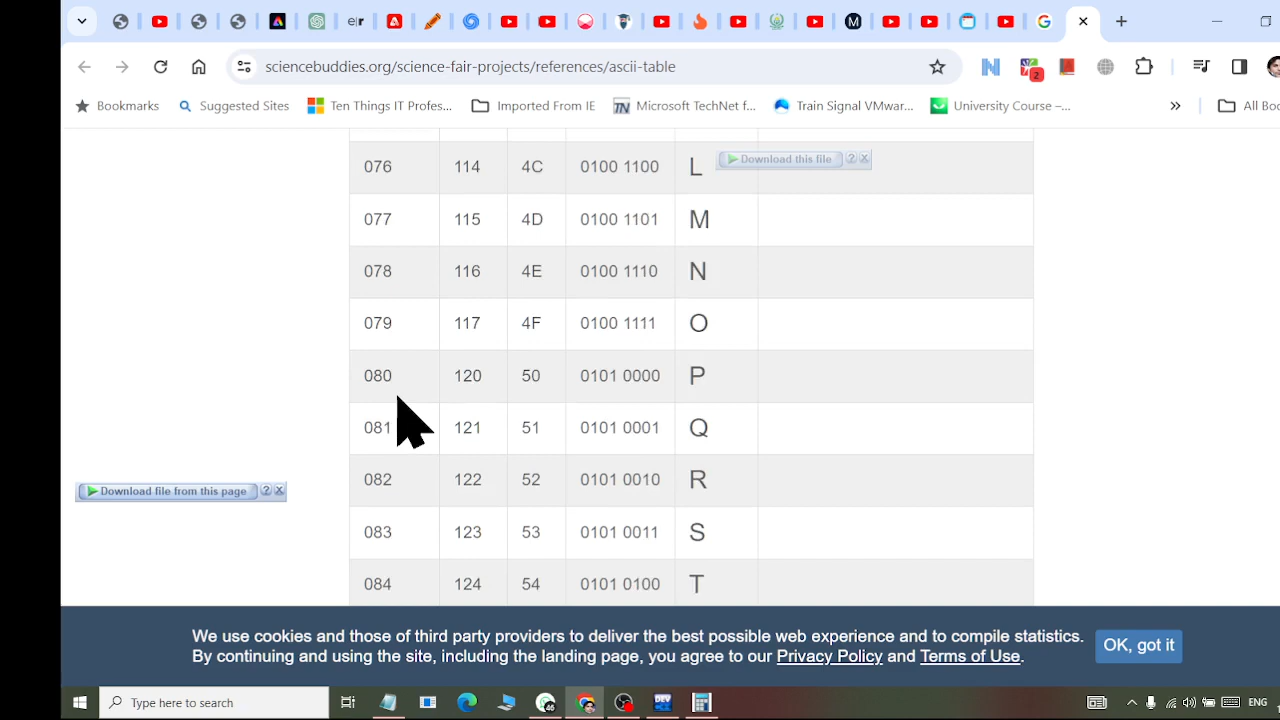 sciencebuddies.org/science-fair-projects/references/ascii-table
2
Bookmarks Suggested Sites Ten Things IT Profes... Imported From IE Microsoft TechNet f... Train Signal VMwar... University Course –... » All Boo
076 114 4C 0100 1100 L
Download this file ?
077 115 4D 0100 1101 M
078 116 4E 0100 1110 N
079 117 4F 0100 1111 O
080 120 50 0101 0000 P
081 121 51 0101 0001 Q
082 122 52 0101 0010 R
Download file from this page ?
083 123 53 0101 0011 S
084 124 54 0101 0100 T
We use cookies and those of third party providers to deliver the best possible web experience and to compile statistics.
By continuing and using the site, including the landing page, you agree to our Privacy Policy and Terms of Use.
OK, got it
Type here to search
ENG